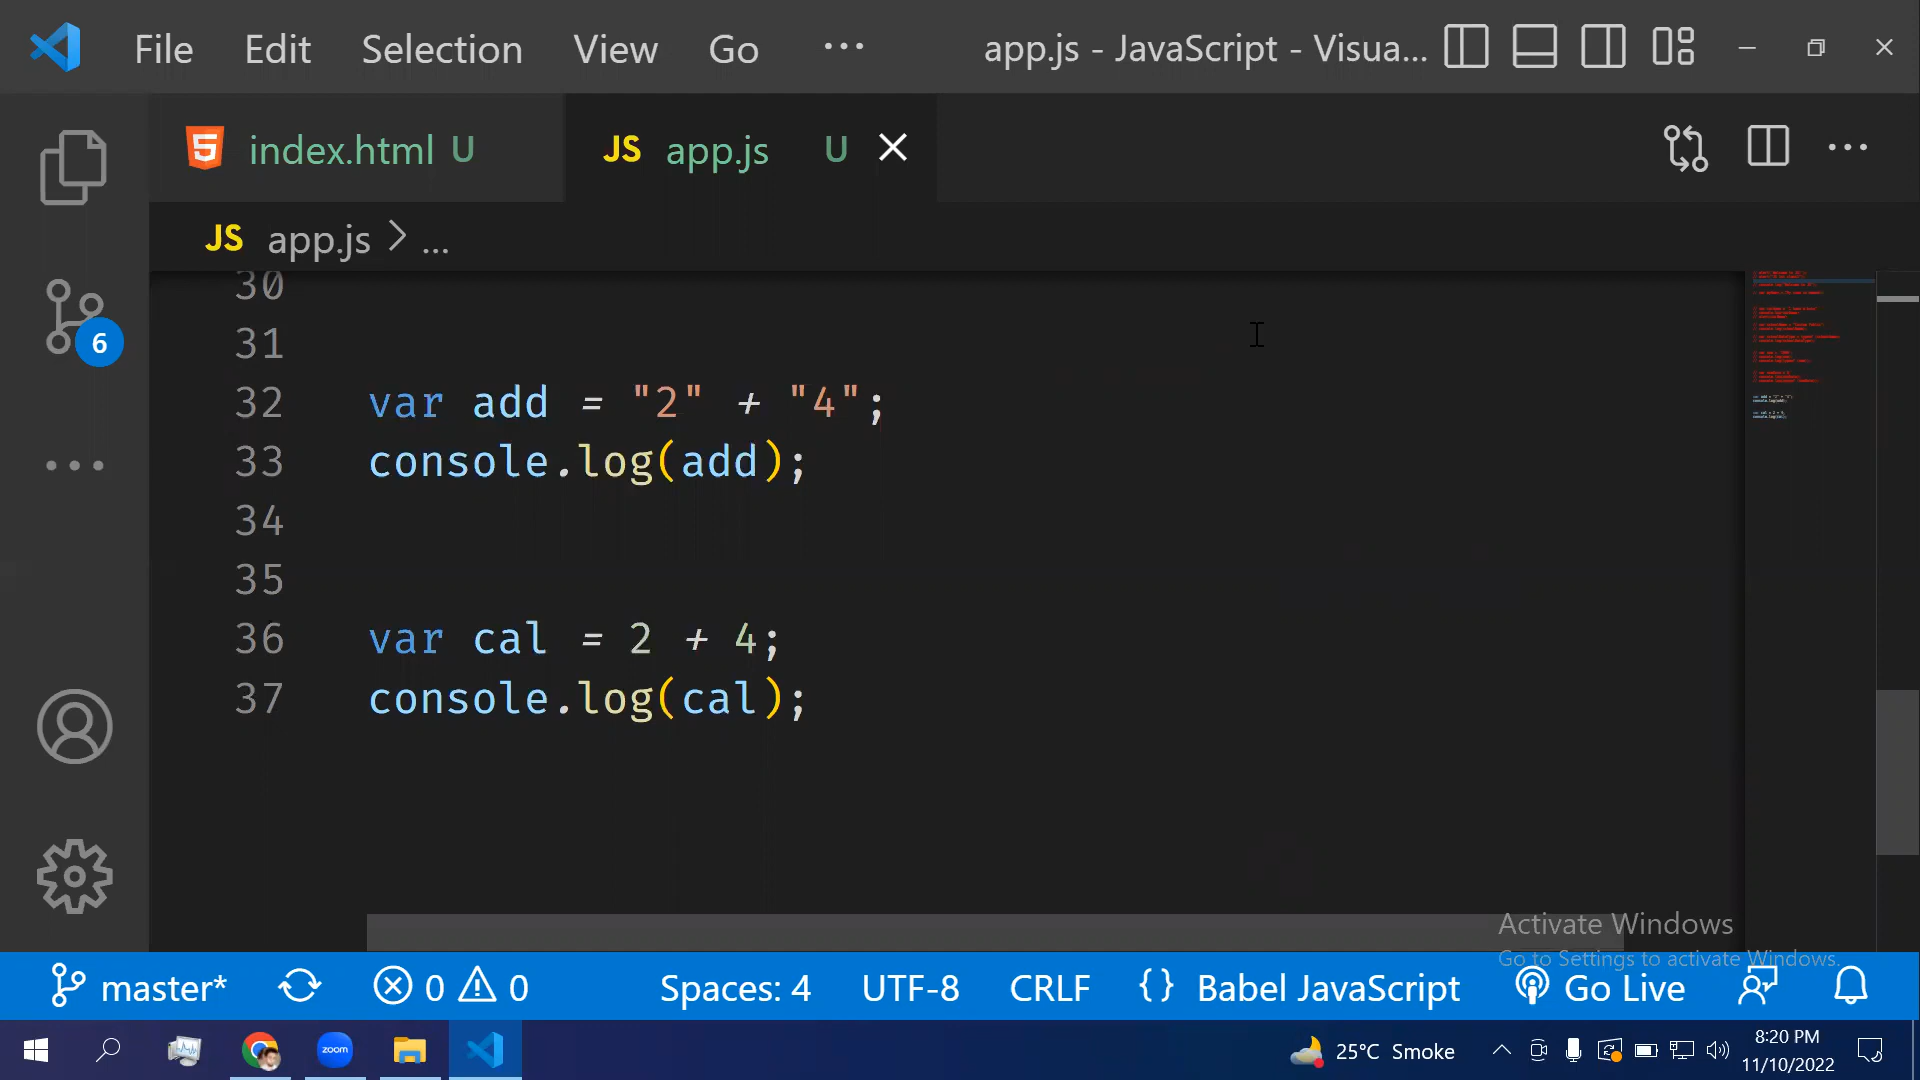 File Edit Selection View Go ... app.js - JavaScript - Visua...
index.html U JS app.js U
JS app.js > ...
30
31
32 var add = "2" + "4";
33 console.log(add);
34
35
36 var cal = 2 + 4;
37 console.log(cal);
6
Activate Windows
Go to Settings to activate Windows.
master* 0 0 Spaces: 4 UTF-8 CRLF {} Babel JavaScript Go Live
zoom 25°C Smoke 8:20 PM
11/10/2022